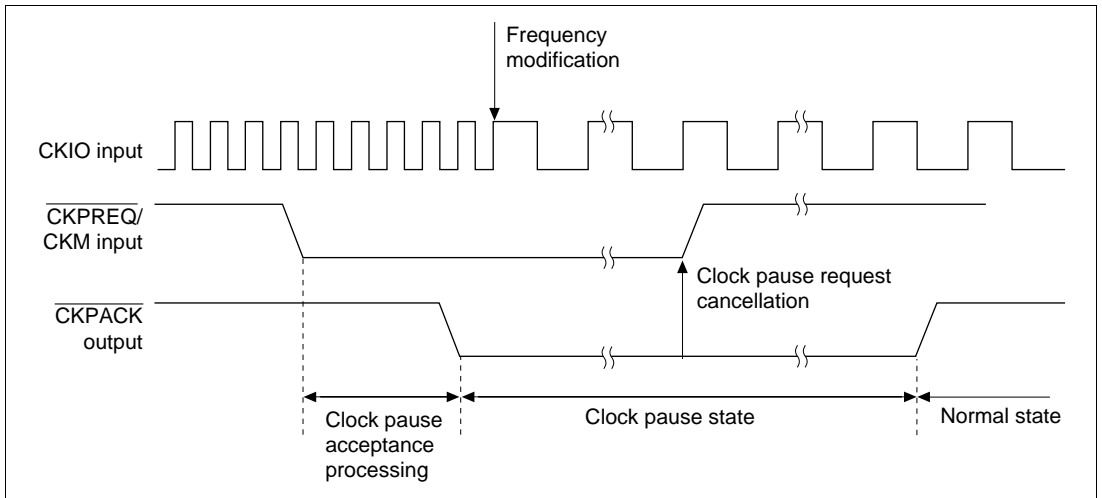 Frequency
modification
CKIO input
CKPREQ/
CKM input
Clock pause request
cancellation
CKPACK
output
Clock pause
acceptance
processing
Clock pause state
Normal state